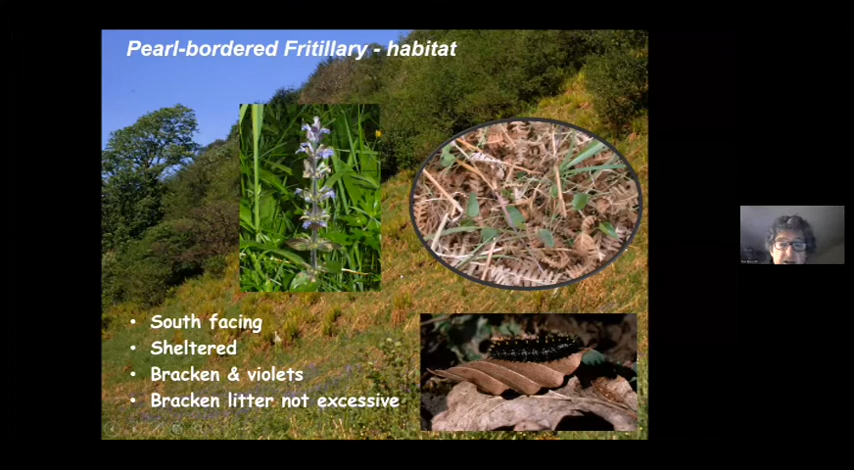 Pearl-bordered Fritillary - habitat
• South facing
• Sheltered
• Bracken & violets
• Bracken litter not excessive